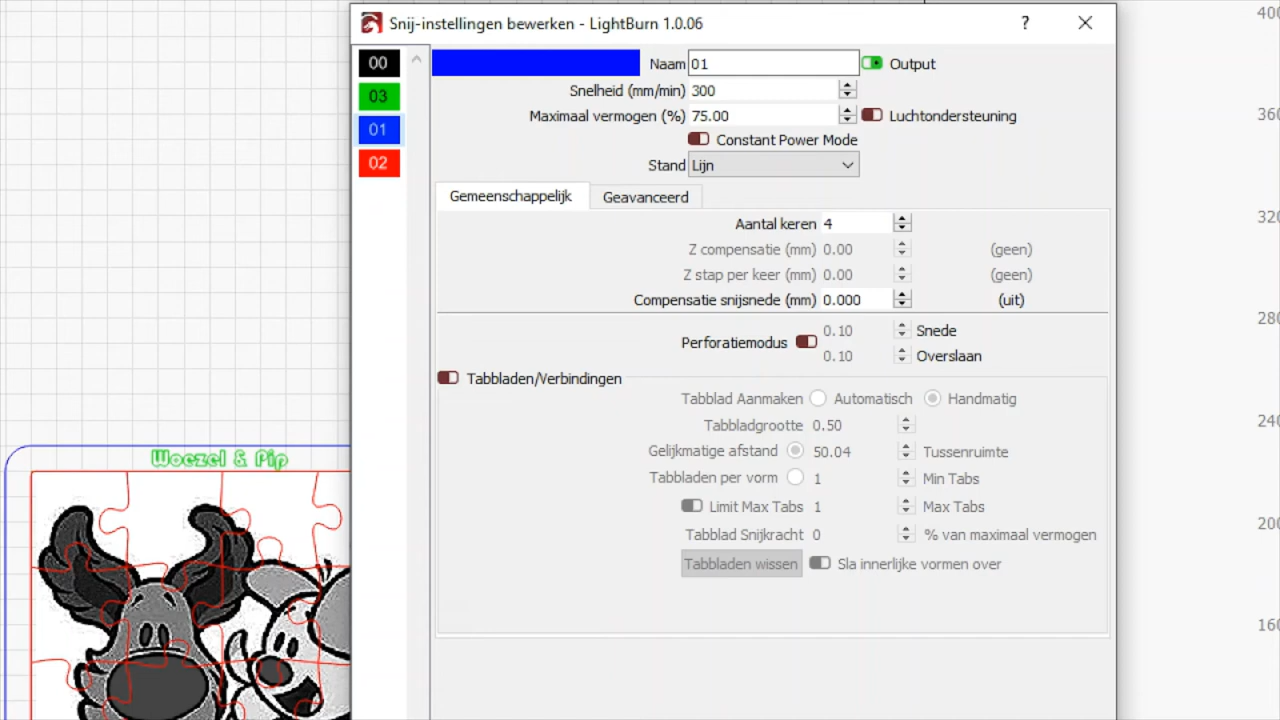 Snij-instellingen bewerken - LightBurn 1.0.06 ?
400
00
Naam 01 Output
03
Snelheid (mm/min) 300
01
Maximaal vermogen (%) 75.00 Luchtondersteuning
360
Constant Power Mode
02
Stand Lijn
Gemeenschappelijk Geavanceerd
320
Aantal keren 4
Z compensatie (mm) 0.00 (geen)
Z stap per keer (mm) 0.00 (geen)
Compensatie snijsnede (mm) 0.000 (uit)
280
0.10 Snede
Perforatiemodus
0.10 Overslaan
Tabbladen/Verbindingen
Tabblad Aanmaken Automatisch Handmatig
240
Tabbladgrootte 0.50
Gelijkmatige afstand 50.04 Tussenruimte
Woezel & Pip
Tabbladen per vorm 1 Min Tabs
Limit Max Tabs 1 Max Tabs
200
Tabblad Snijkracht 0 % van maximaal vermogen
Tabbladen wissen Sla innerlijke vormen over
160